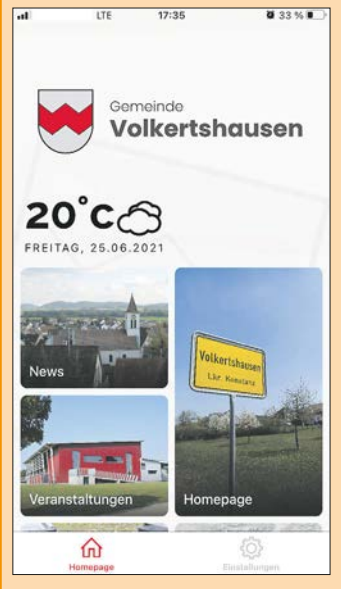 LTE 17:35 33 %
Gemeinde
Volkertshausen
20°C
FREITAG, 25.06.2021
News
Volkertshausen
Lkr. Konstanz
Veranstaltungen
Homepage
Homepage
Einstellungen